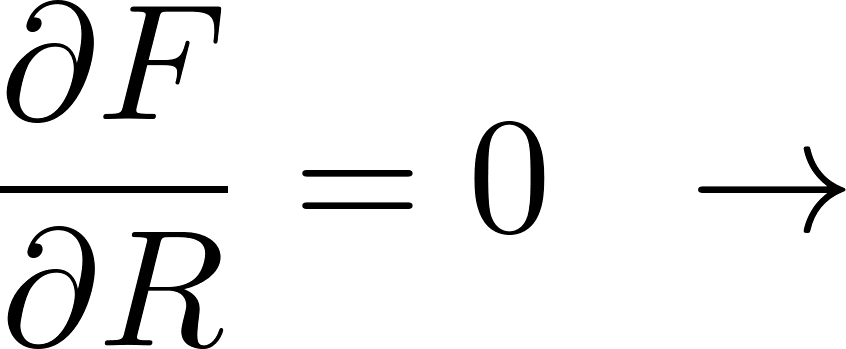 ∂F/∂R = 0 →